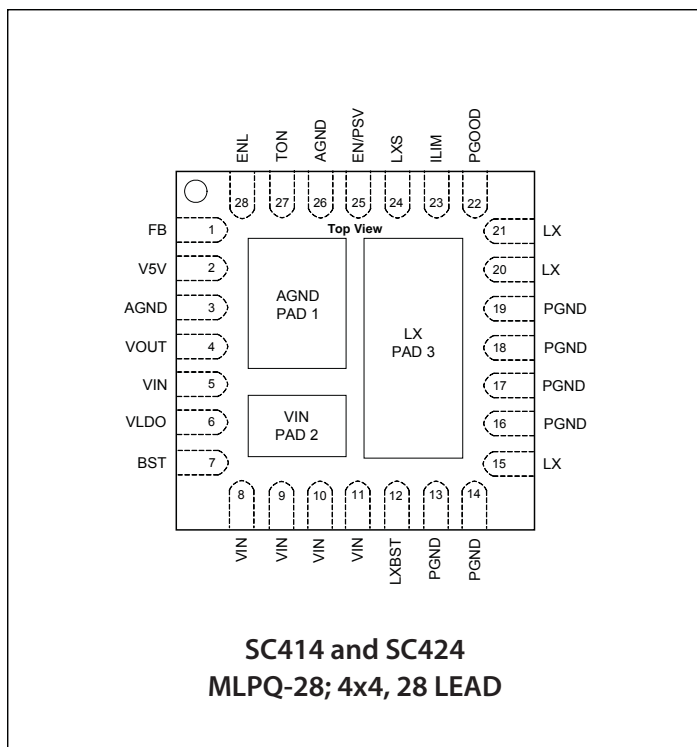 ENL TON AGND EN/PSV LXS ILIM PGOOD
28 27 26 25 24 23 22
Top View
FB 1
V5V 2
AGND 3
VOUT 4
VIN 5
VLDO 6
BST 7
AGND
PAD 1
VIN
PAD 2
LX
PAD 3
21 LX
20 LX
19 PGND
18 PGND
17 PGND
16 PGND
15 LX
8 9 10 11 12 13 14
VIN VIN VIN VIN LXBST PGND PGND
SC414 and SC424
MLPQ-28; 4x4, 28 LEAD